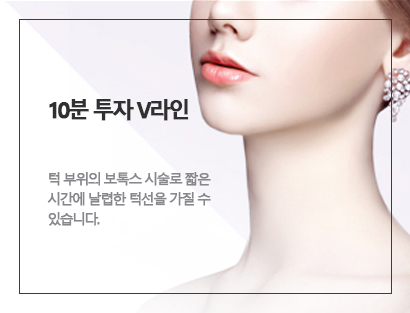 10분 투자 V라인
턱 부위의 보톡스 시술로 짧은
시간에 날렵한 턱선을 가질 수
있습니다.